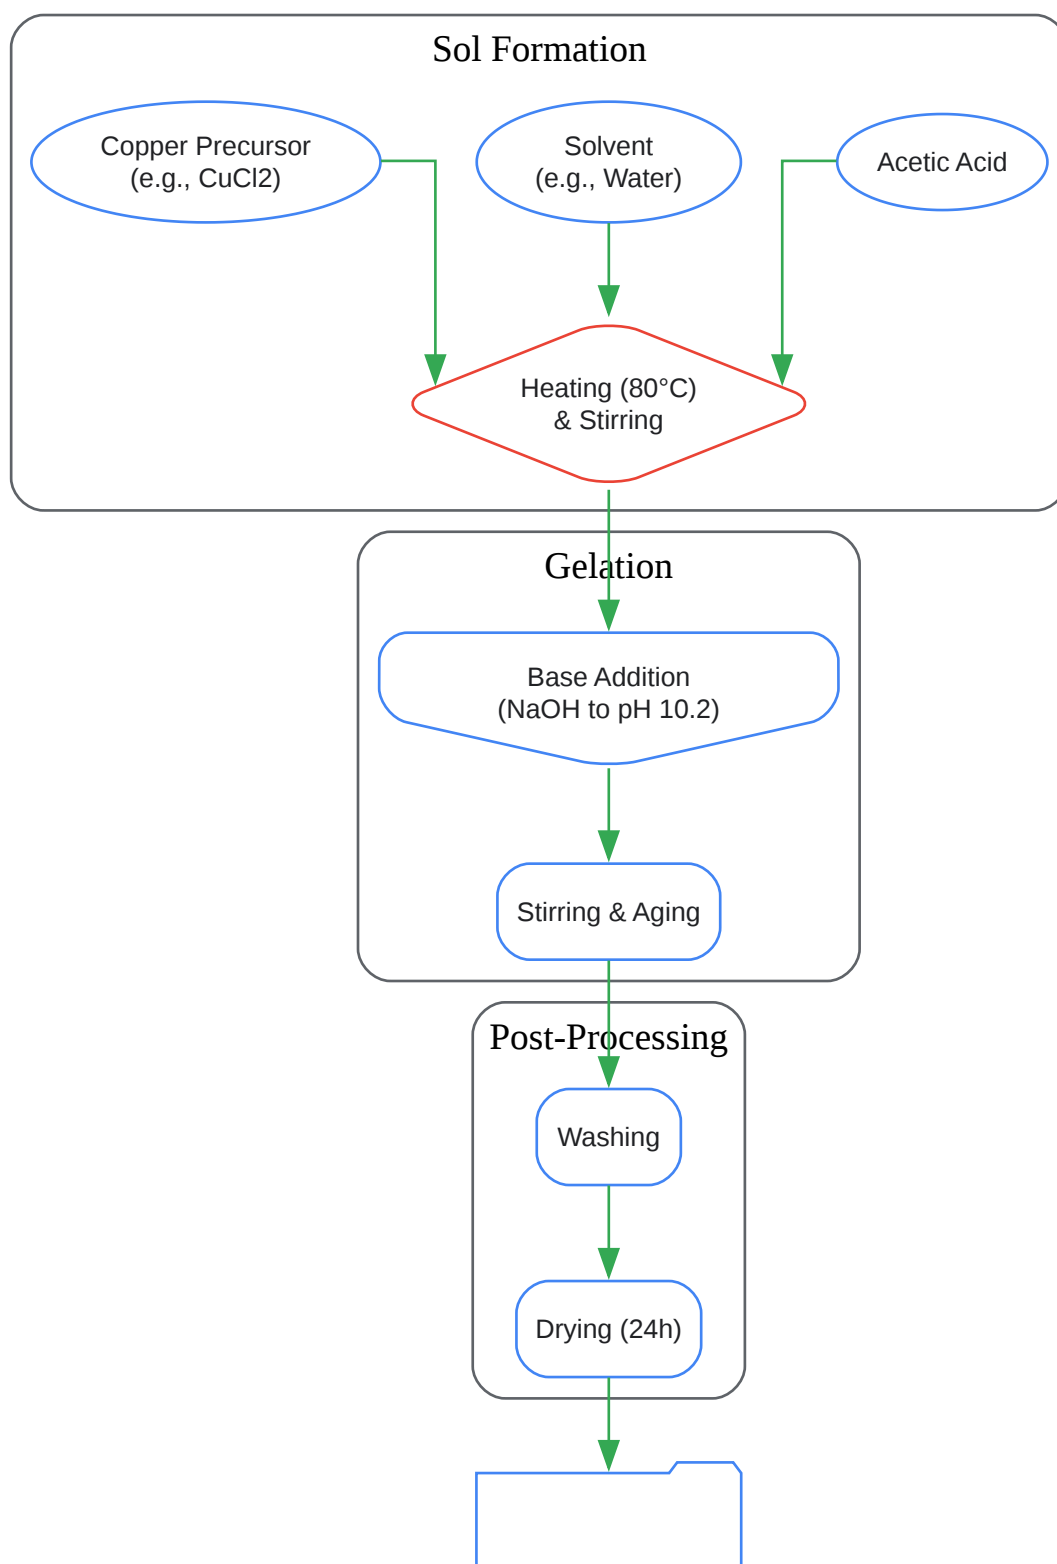 Sol Formation
Copper Precursor
(e.g., CuCl2)
Solvent
(e.g., Water)
Acetic Acid
Heating (80°C)
& Stirring
Gelation
Base Addition
(NaOH to pH 10.2)
Stirring & Aging
Post-Processing
Washing
Drying (24h)